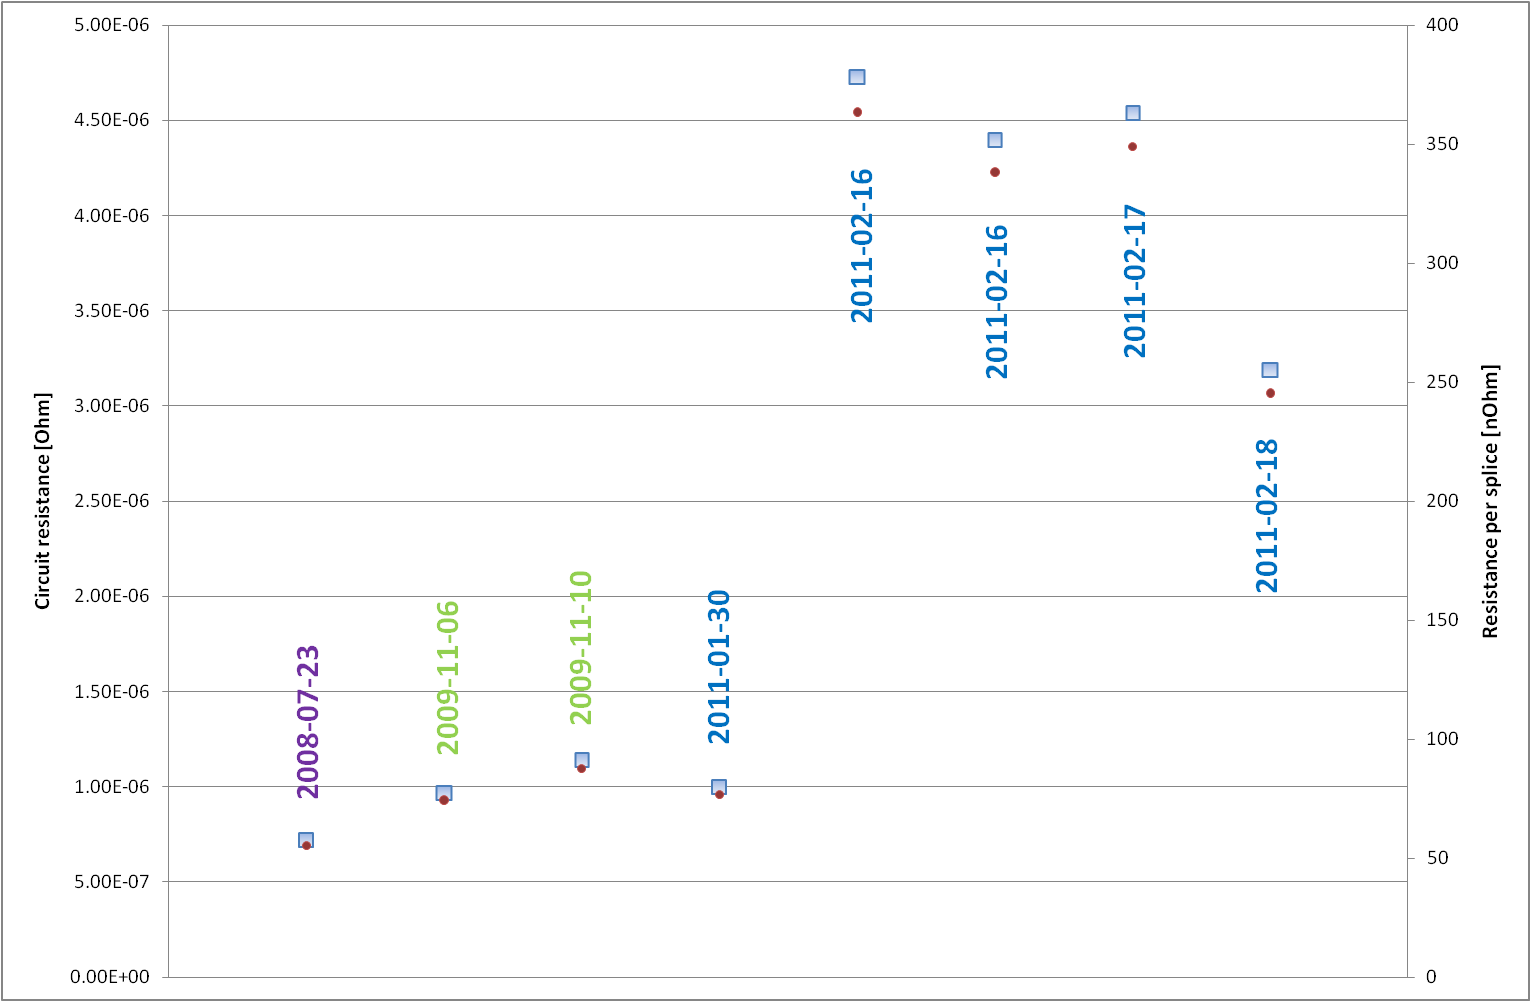 5.00E-06
4.50E-06
4.00E-06
3.50E-06
3.00E-06
2.50E-06
2.00E-06
1.50E-06
1.00E-06
5.00E-07
0.00E+00
Circuit resistance [Ohm]
2008-07-23
2009-11-06
2009-11-10
2011-01-30
2011-02-16
2011-02-16
2011-02-17
2011-02-18
400
350
300
250
200
150
100
50
0
Resistance per splice [nOhm]